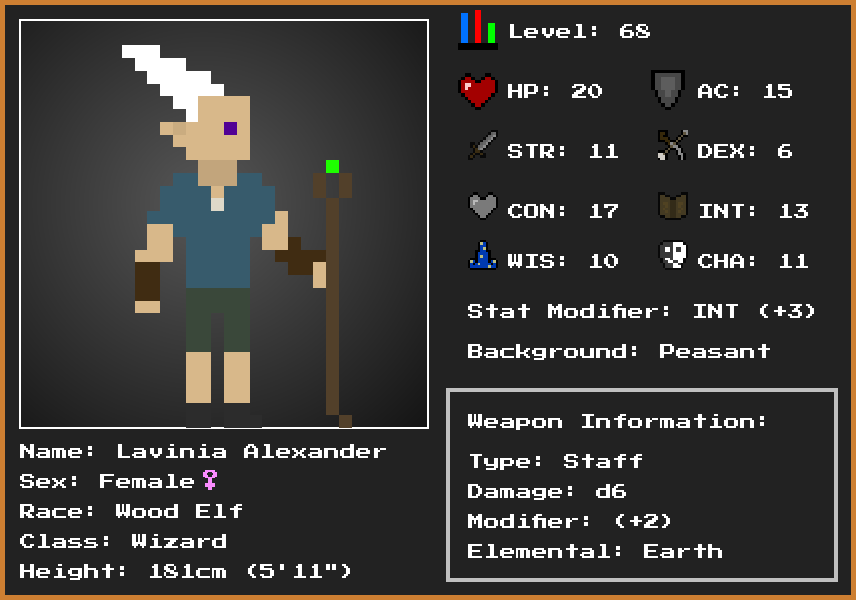 Level: 68
HP: 20 AC: 15
STR: 11 DEX: 6
CON: 17 INT: 13
WIS: 10 CHA: 11
Stat Modifier: INT (+3)
Background: Peasant
Weapon Information:
Type: Staff
Damage: d6
Modifier: (+2)
Elemental: Earth
Name: Lavinia Alexander
Sex: Female♀
Race: Wood Elf
Class: Wizard
Height: 181cm (5'11")